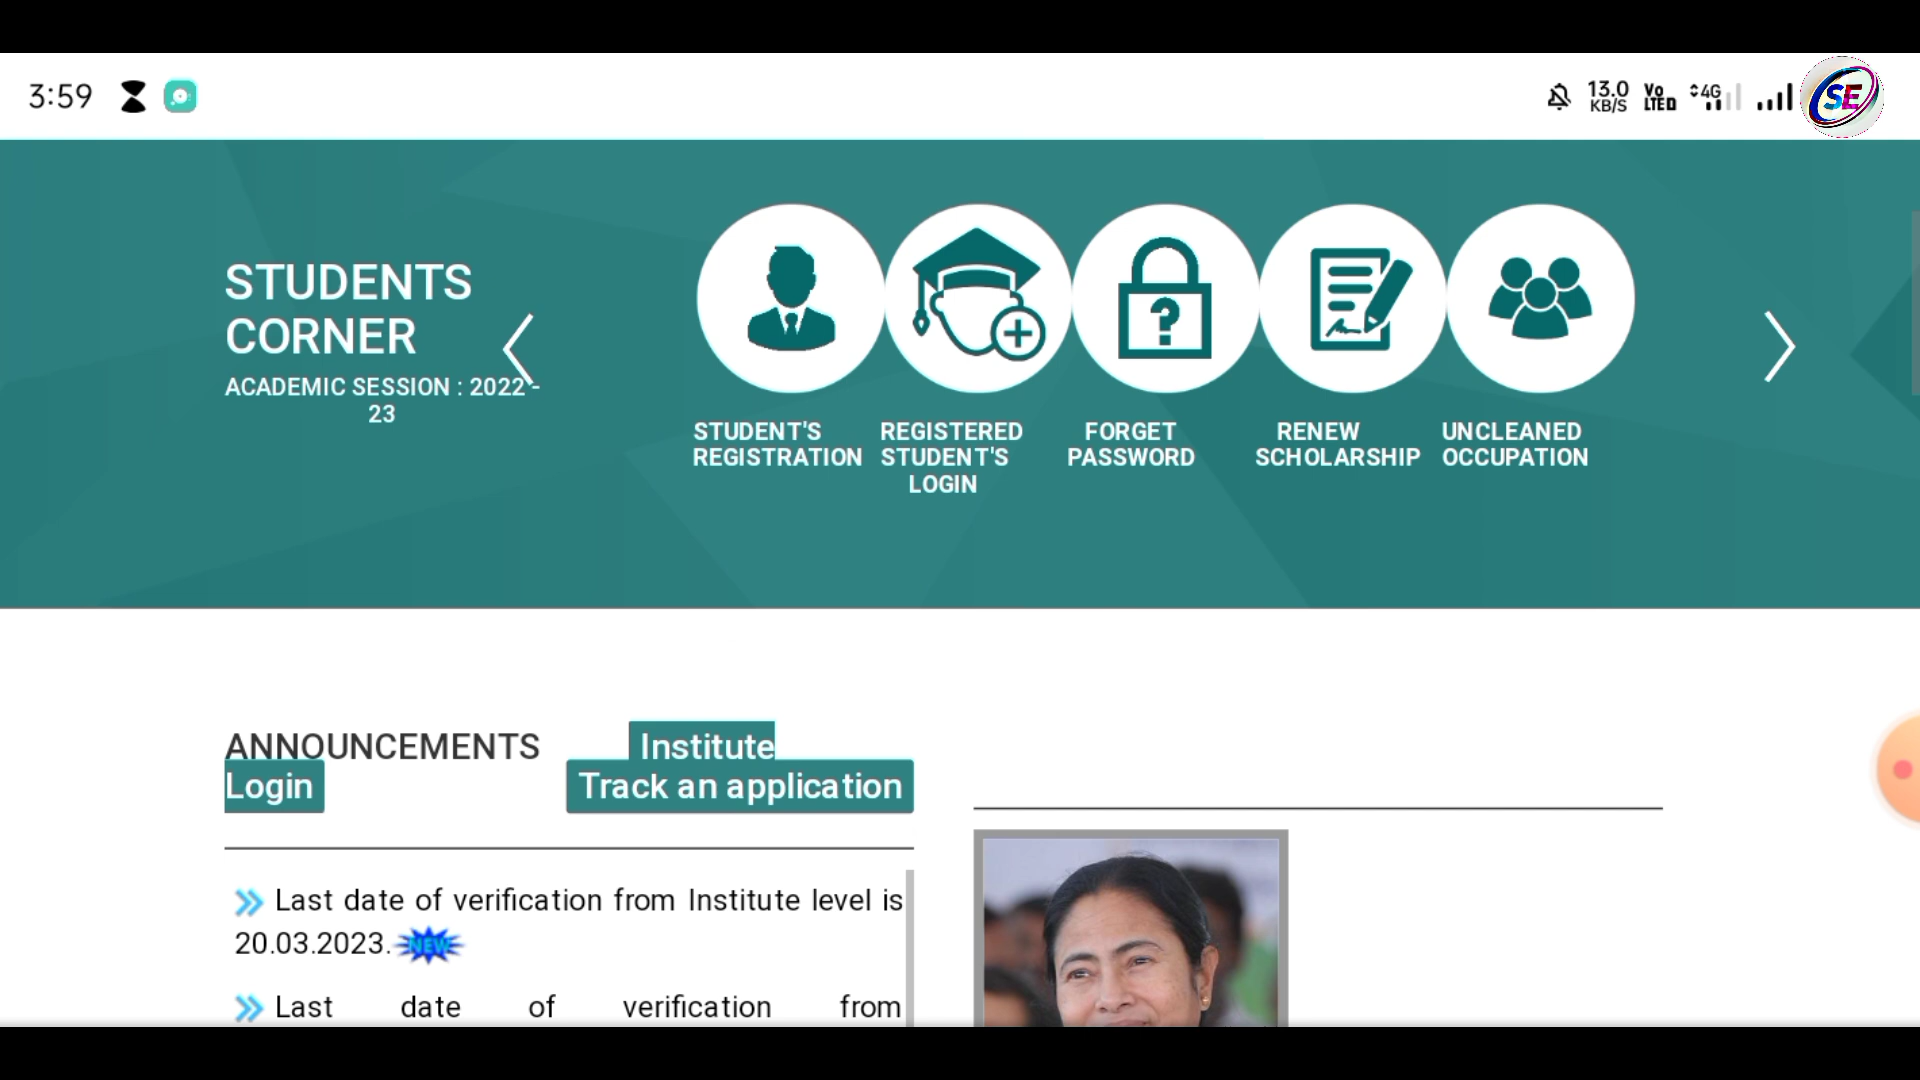 3:59
13.0
KB/S
Vo
LTED
4G
SE
STUDENTS
CORNER
ACADEMIC SESSION : 2022 -
23
STUDENT'S
REGISTRATION
REGISTERED
STUDENT'S
LOGIN
FORGET
PASSWORD
RENEW
SCHOLARSHIP
UNCLEANED
OCCUPATION
ANNOUNCEMENTS Institute
Login Track an application
Last date of verification from Institute level is
20.03.2023. NEW
Last date of verification from